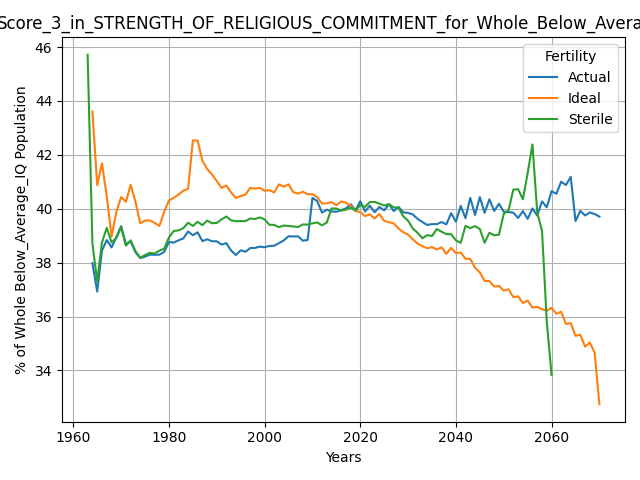 Score_3_in_STRENGTH_OF_RELIGIOUS_COMMITMENT_for_Whole_Below_Avera
% of Whole Below_Average_IQ Population
46
44
42
40
38
36
34
Fertility
Actual
Ideal
Sterile
1960 1980 2000 2020 2040 2060
Years